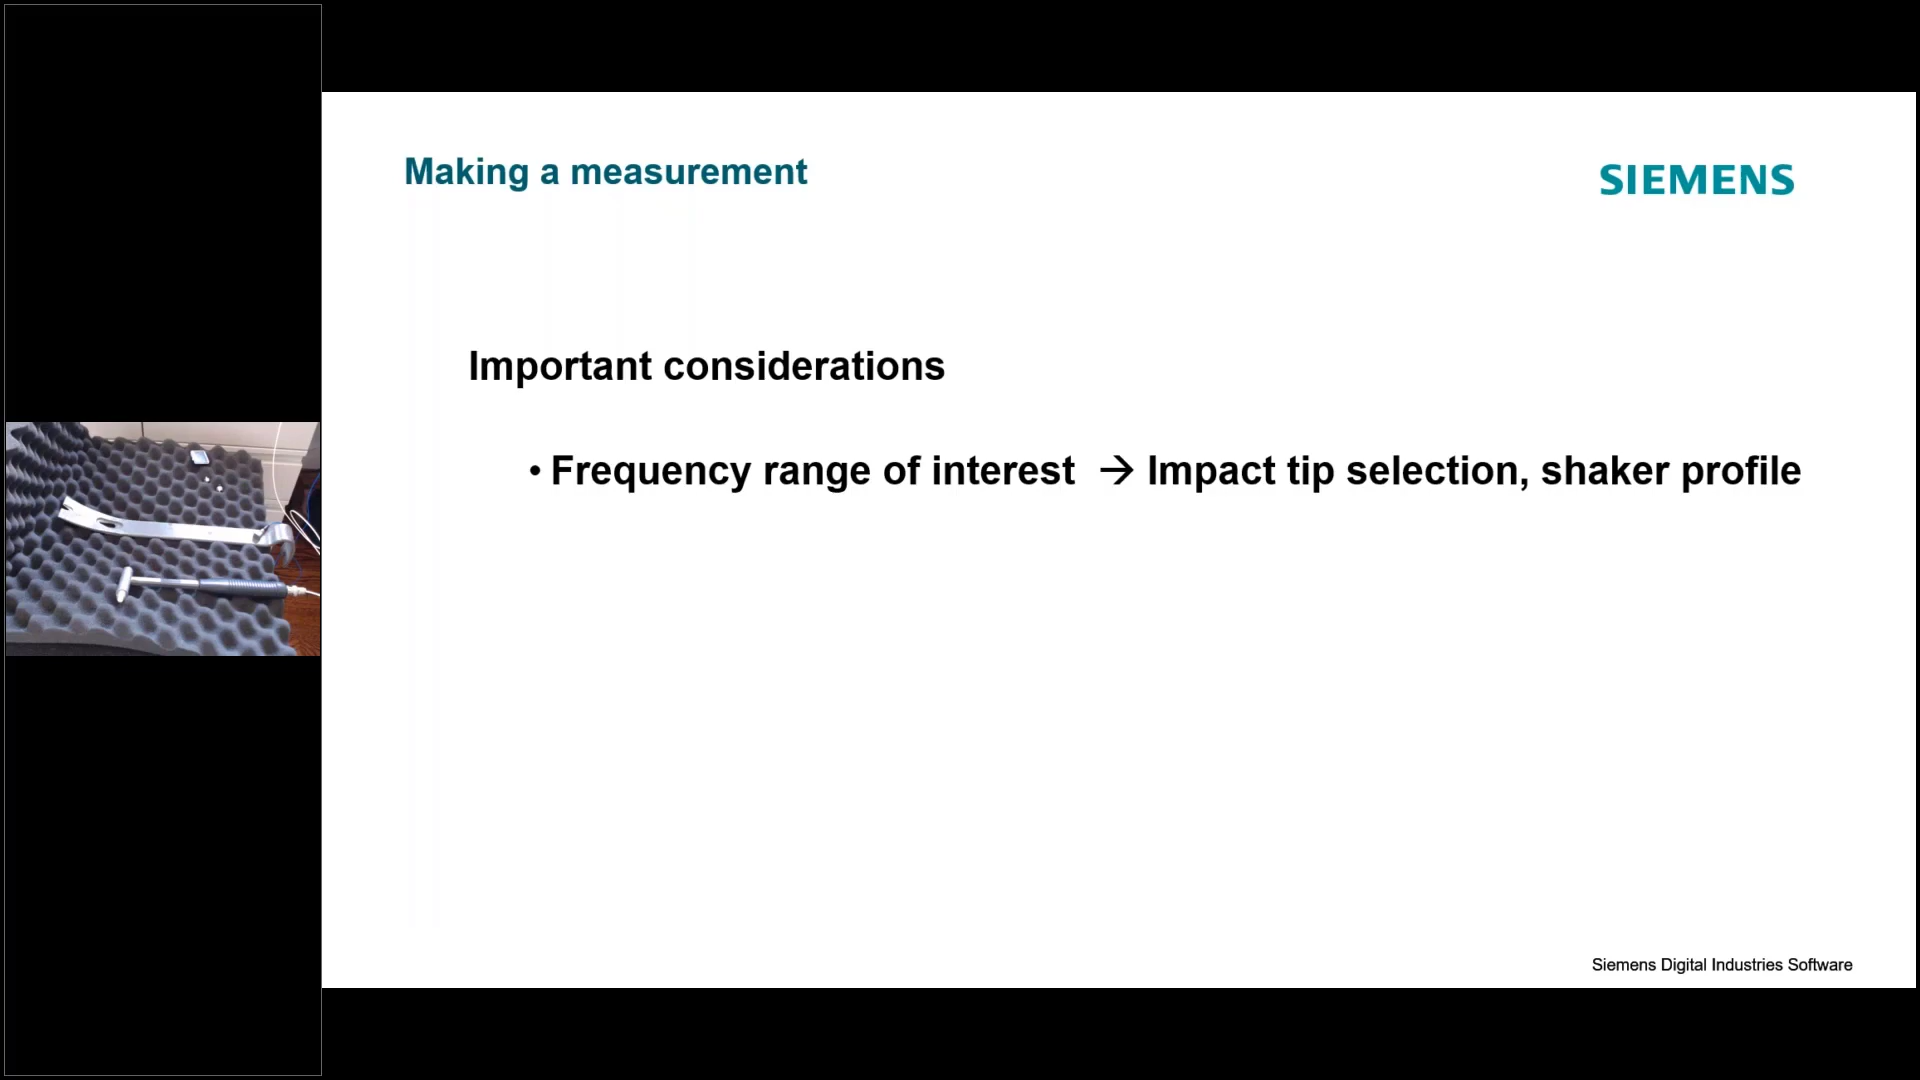 Making a measurement
SIEMENS
Important considerations
• Frequency range of interest → Impact tip selection, shaker profile
Siemens Digital Industries Software